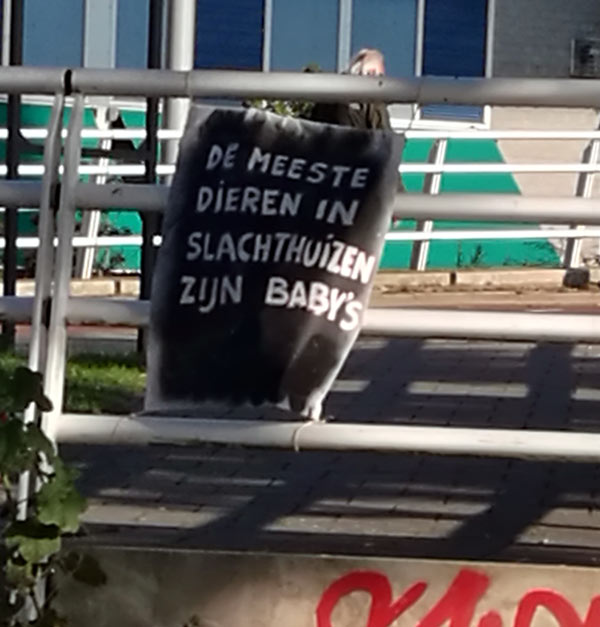 DE MEESTE
DIEREN IN
SLACHTHUIZEN
ZIJN BABY'S